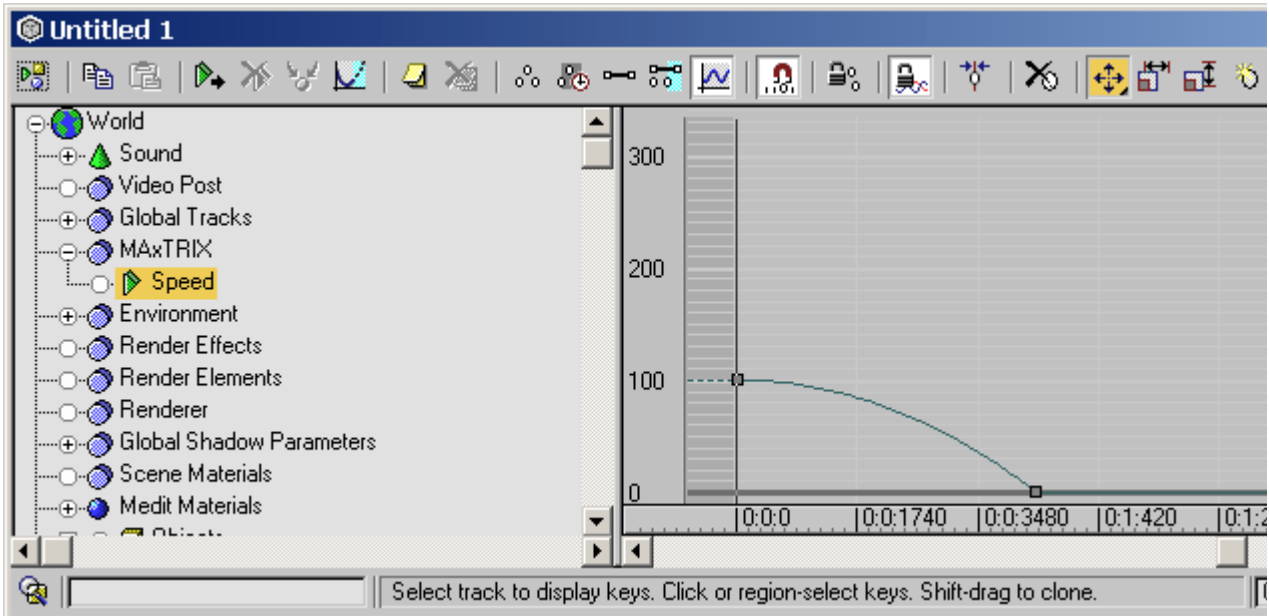 Untitled 1
World
Sound
Video Post
Global Tracks
MAxTRIX
Speed
Environment
Render Effects
Render Elements
Renderer
Global Shadow Parameters
Scene Materials
Medit Materials
300
200
100
0
0:0:0 0:0:1740 0:0:3480 0:1:420
Select track to display keys. Click or region-select keys. Shift-drag to clone.